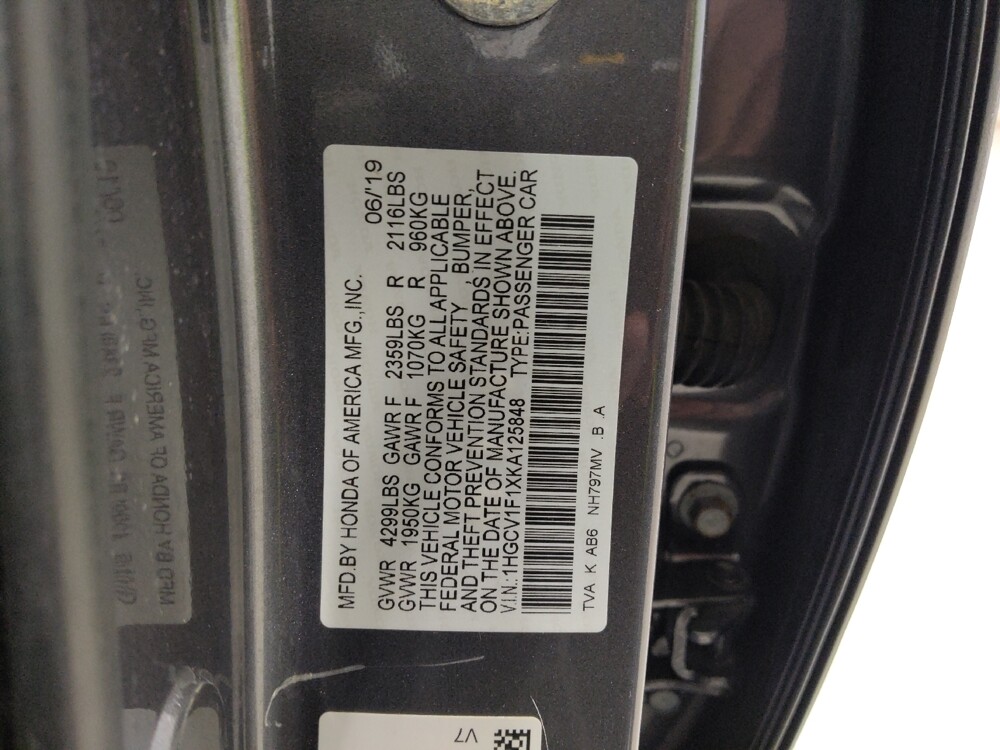 MFD.BY HONDA OF AMERICA MFG.,INC. 06/'19
GVWR 4299LBS GAWR F 2359LBS R 2116LBS
GVWR 1950KG GAWR F 1070KG R 960KG
THIS VEHICLE CONFORMS TO ALL APPLICABLE
FEDERAL MOTOR VEHICLE SAFETY , BUMPER,
AND THEFT PREVENTION STANDARDS IN EFFECT
ON THE DATE OF MANUFACTURE SHOWN ABOVE.
V.I.N.:1HGCV1F1XKA125848 TYPE:PASSENGER CAR
TVA K AB6 NH797MV .B .A
V7